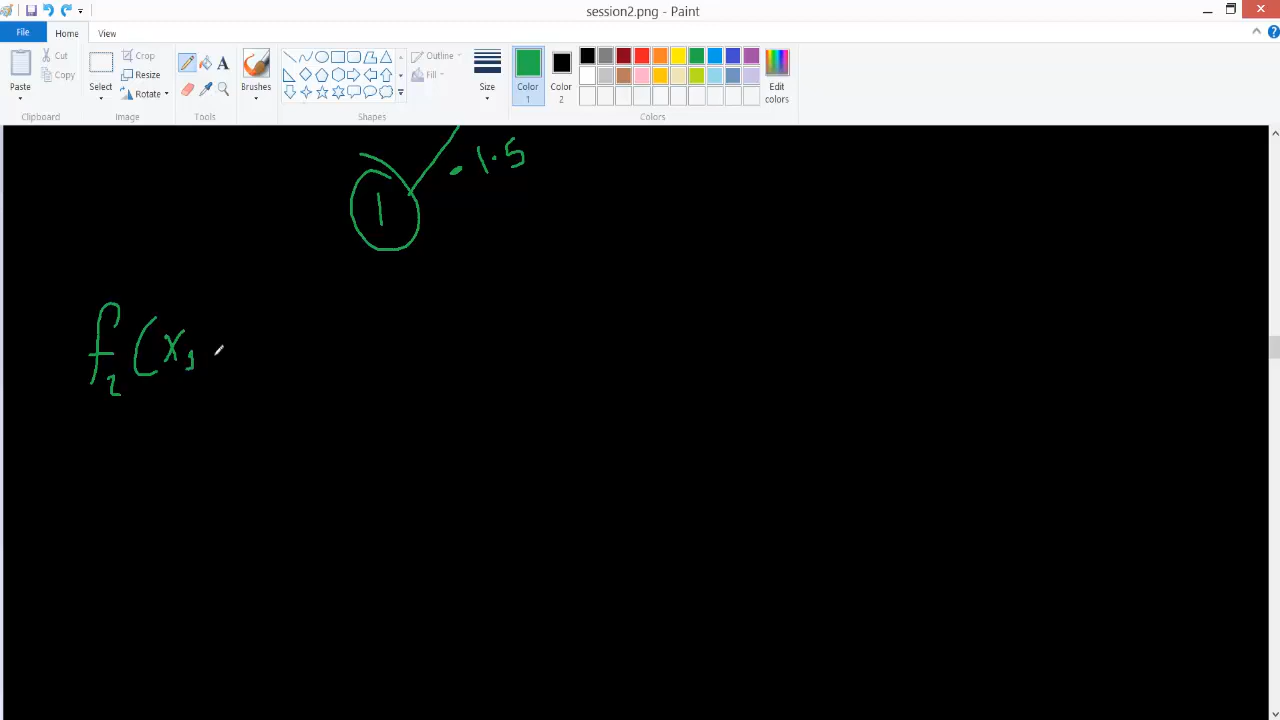 session2.png - Paint
File Home View
Paste Cut Copy Select Crop Resize Rotate A Brushes Outline Fill Size Color 1 Color 2 Edit colors
Clipboard Image Tools Shapes Colors
.1.5
1
f2 (x,